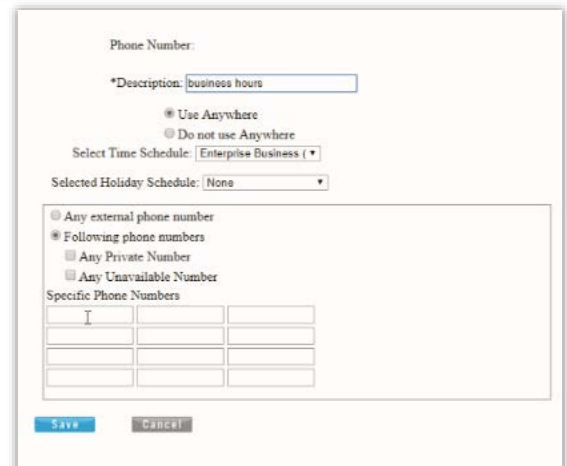 Phone Number:
*Description: business hours
Use Anywhere
Do not use Anywhere
Select Time Schedule: Enterprise Business (
Selected Holiday Schedule: None
Any external phone number
Following phone numbers
Any Private Number
Any Unavailable Number
Specific Phone Numbers
Save Cancel